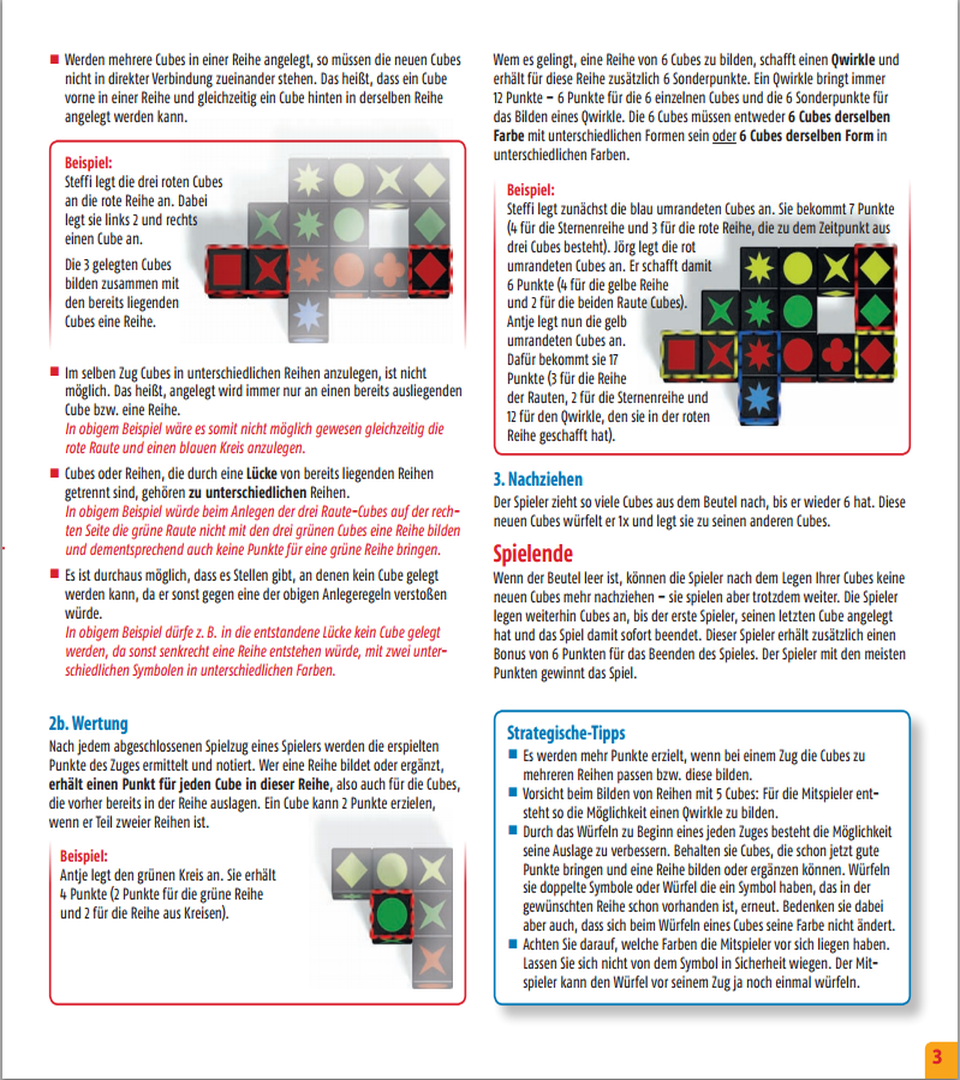 ■ Werden mehrere Cubes in einer Reihe angelegt, so müssen die neuen Cubes
nicht in direkter Verbindung zueinander stehen. Das heißt, dass ein Cube
vorne in einer Reihe und gleichzeitig ein Cube hinten in derselben Reihe
angelegt werden kann.
Beispiel:
Steffi legt die drei roten Cubes
an die rote Reihe an. Dabei
legt sie links 2 und rechts
einen Cube an.
Die 3 gelegten Cubes
bilden zusammen mit
den bereits liegenden
Cubes eine Reihe.
■ Im selben Zug Cubes in unterschiedlichen Reihen anzulegen, ist nicht
möglich. Das heißt, angelegt wird immer nur an einen bereits ausliegenden
Cube bzw. eine Reihe.
In obigem Beispiel wäre es somit nicht möglich gewesen gleichzeitig die
rote Raute und einen blauen Kreis anzulegen.
■ Cubes oder Reihen, die durch eine Lücke von bereits liegenden Reihen
getrennt sind, gehören zu unterschiedlichen Reihen.
In obigem Beispiel würde beim Anlegen der drei Raute-Cubes auf der rech-
ten Seite die grüne Raute nicht mit den drei grünen Cubes eine Reihe bilden
und dementsprechend auch keine Punkte für eine grüne Reihe bringen.
■ Es ist durchaus möglich, dass es Stellen gibt, an denen kein Cube gelegt
werden kann, da er sonst gegen eine der obigen Anlegeregeln verstoßen
würde.
In obigem Beispiel dürfe z. B. in die entstandene Lücke kein Cube gelegt
werden, da sonst senkrecht eine Reihe entstehen würde, mit zwei unter-
schiedlichen Symbolen in unterschiedlichen Farben.
2b. Wertung
Nach jedem abgeschlossenen Spielzug eines Spielers werden die erspielten
Punkte des Zuges ermittelt und notiert. Wer eine Reihe bildet oder ergänzt,
erhält einen Punkt für jeden Cube in dieser Reihe, also auch für die Cubes,
die vorher bereits in der Reihe auslagen. Ein Cube kann 2 Punkte erzielen,
wenn er Teil zweier Reihen ist.
Beispiel:
Antje legt den grünen Kreis an. Sie erhält
4 Punkte (2 Punkte für die grüne Reihe
und 2 für die Reihe aus Kreisen).
Wem es gelingt, eine Reihe von 6 Cubes zu bilden, schafft einen Qwirkle und
erhält für diese Reihe zusätzlich 6 Sonderpunkte. Ein Qwirkle bringt immer
12 Punkte – 6 Punkte für die 6 einzelnen Cubes und die 6 Sonderpunkte für
das Bilden eines Qwirkle. Die 6 Cubes müssen entweder 6 Cubes derselben
Farbe mit unterschiedlichen Formen sein oder 6 Cubes derselben Form in
unterschiedlichen Farben.
Beispiel:
Steffi legt zunächst die blau umrandeten Cubes an. Sie bekommt 7 Punkte
(4 für die Sternenreihe und 3 für die rote Reihe, die zu dem Zeitpunkt aus
drei Cubes besteht). Jörg legt die rot
umrandeten Cubes an. Er schafft damit
6 Punkte (4 für die gelbe Reihe
und 2 für die beiden Raute Cubes).
Antje legt nun die gelb
umrandeten Cubes an.
Dafür bekommt sie 17
Punkte (3 für die Reihe
der Rauten, 2 für die Sternenreihe und
12 für den Qwirkle, den sie in der roten
Reihe geschafft hat).
3. Nachziehen
Der Spieler zieht so viele Cubes aus dem Beutel nach, bis er wieder 6 hat. Diese
neuen Cubes würfelt er 1x und legt sie zu seinen anderen Cubes.
Spielende
Wenn der Beutel leer ist, können die Spieler nach dem Legen Ihrer Cubes keine
neuen Cubes mehr nachziehen – sie spielen aber trotzdem weiter. Die Spieler
legen weiterhin Cubes an, bis der erste Spieler, seinen letzten Cube angelegt
hat und das Spiel damit sofort beendet. Dieser Spieler erhält zusätzlich einen
Bonus von 6 Punkten für das Beenden des Spieles. Der Spieler mit den meisten
Punkten gewinnt das Spiel.
Strategische-Tipps
■ Es werden mehr Punkte erzielt, wenn bei einem Zug die Cubes zu
mehreren Reihen passen bzw. diese bilden.
■ Vorsicht beim Bilden von Reihen mit 5 Cubes: Für die Mitspieler ent-
steht so die Möglichkeit einen Qwirkle zu bilden.
■ Durch das Würfeln zu Beginn eines jeden Zuges besteht die Möglichkeit
seine Auslage zu verbessern. Behalten sie Cubes, die schon jetzt gute
Punkte bringen und eine Reihe bilden oder ergänzen können. Würfeln
sie doppelte Symbole oder Würfel die ein Symbol haben, das in der
gewünschten Reihe schon vorhanden ist, erneut. Bedenken sie dabei
aber auch, dass sich beim Würfeln eines Cubes seine Farbe nicht ändert.
■ Achten Sie darauf, welche Farben die Mitspieler vor sich liegen haben.
Lassen Sie sich nicht von dem Symbol in Sicherheit wiegen. Der Mit-
spieler kann den Würfel vor seinem Zug ja noch einmal würfeln.
3